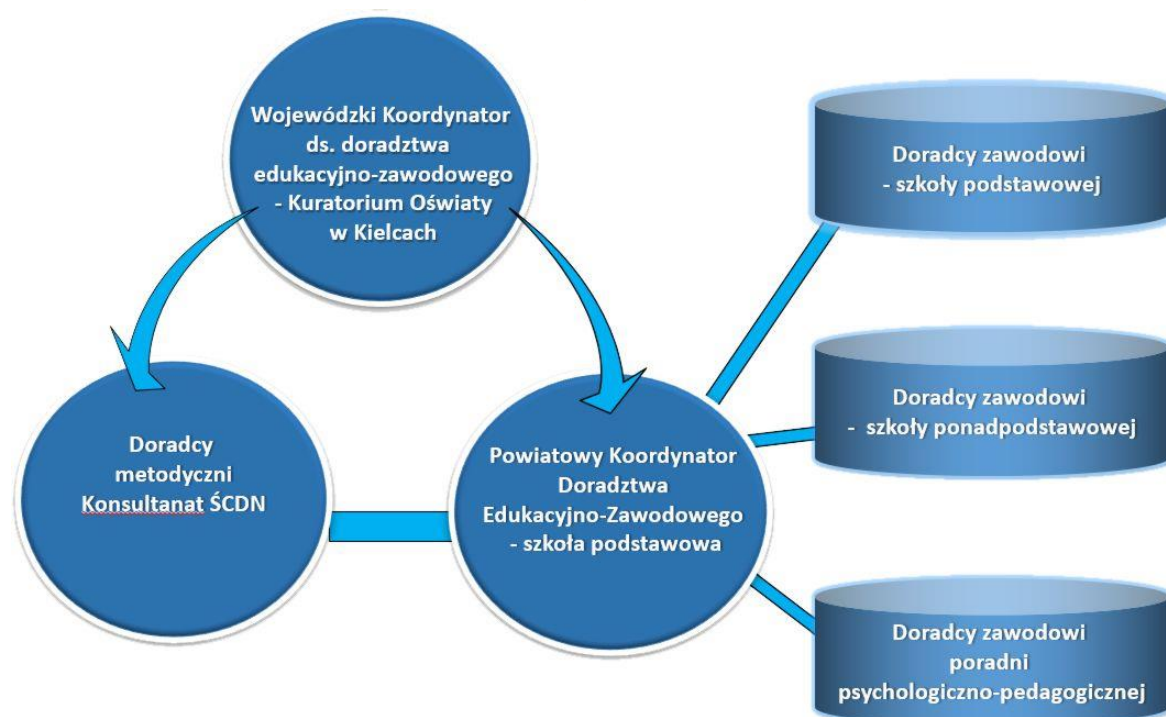 Wojewódzki Koordynator
ds. doradztwa
edukacyjno-zawodowego
- Kuratorium Oświaty
w Kielcach
Doradcy
metodyczni
Konsultanat ŚCDN
Powiatowy Koordynator
Doradztwa
Edukacyjno-Zawodowego
- szkoła podstawowa
Doradcy zawodowi
- szkoły podstawowej
Doradcy zawodowi
- szkoły ponadpodstawowej
Doradcy zawodowi
poradni
psychologiczno-pedagogicznej